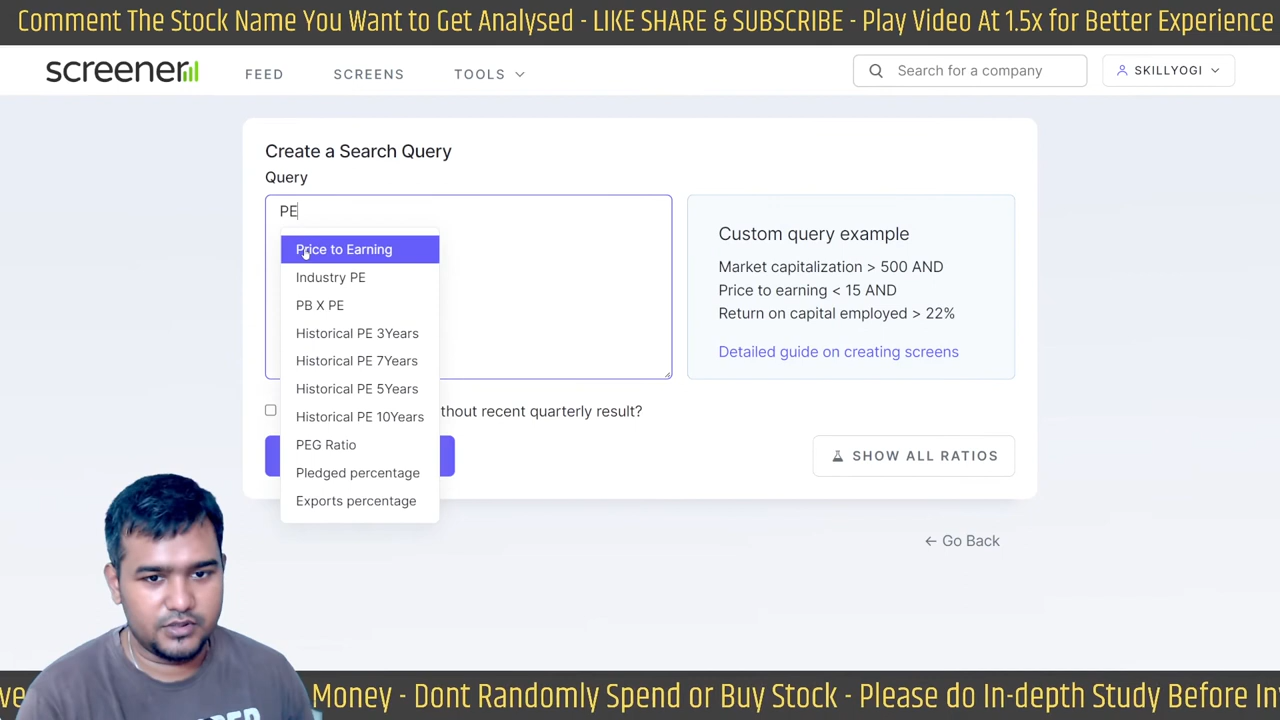 Comment The Stock Name You Want to Get Analysed - LIKE SHARE & SUBSCRIBE - Play Video At 1.5x for Better Experience
screener
FEED
SCREENS
TOOLS
Search for a company
SKILLYOGI
Create a Search Query
Query
PE
Price to Earning
Industry PE
PB X PE
Historical PE 3Years
Historical PE 7Years
Historical PE 5Years
Historical PE 10Years
PEG Ratio
Pledged percentage
Exports percentage
Custom query example
Market capitalization > 500 AND
Price to earning < 15 AND
Return on capital employed > 22%
Detailed guide on creating screens
recent quarterly result?
SHOW ALL RATIOS
← Go Back
Money - Dont Randomly Spend or Buy Stock - Please do In-depth Study Before